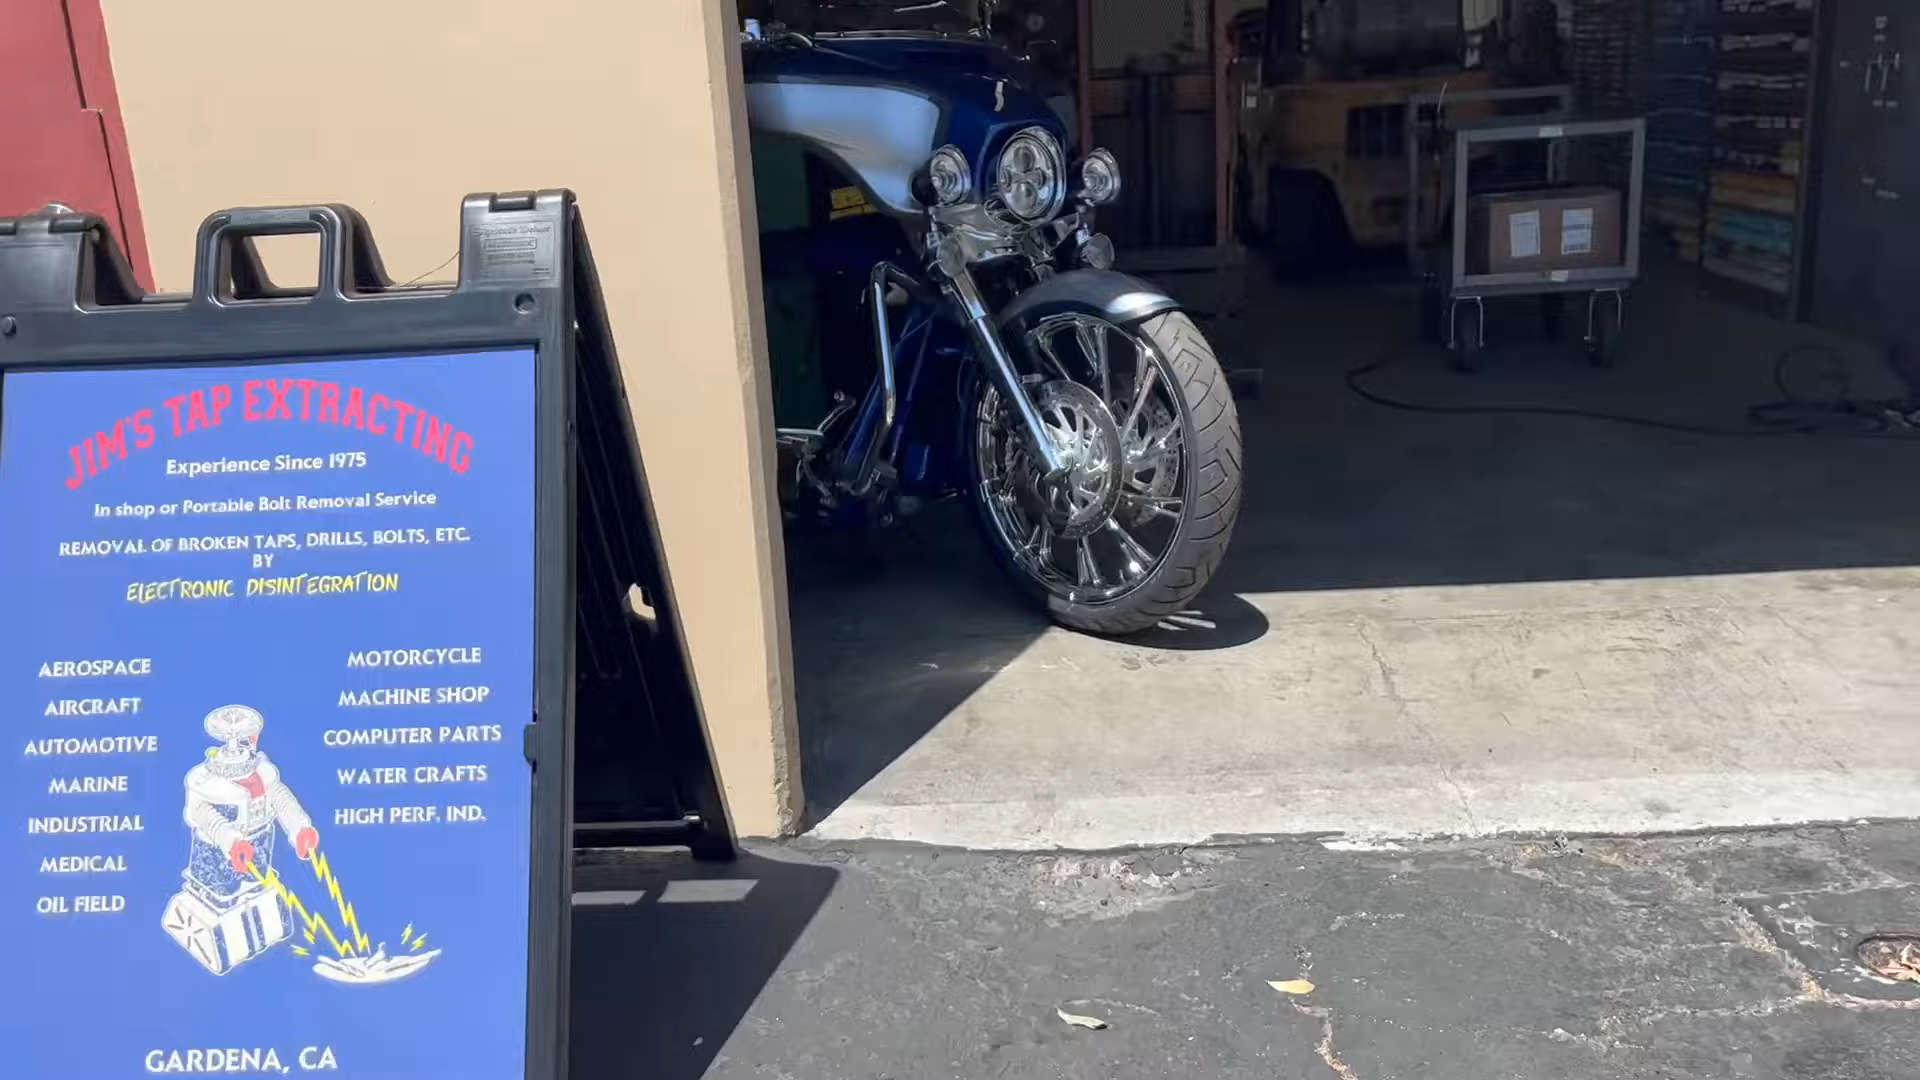 JIM'S TAP EXTRACTING
Experience Since 1975
In shop or Portable Bolt Removal Service
REMOVAL OF BROKEN TAPS, DRILLS, BOLTS, ETC.
BY
ELECTRONIC DISINTEGRATION
AEROSPACE
AIRCRAFT
AUTOMOTIVE
MARINE
INDUSTRIAL
MEDICAL
OIL FIELD
MOTORCYCLE
MACHINE SHOP
COMPUTER PARTS
WATER CRAFTS
HIGH PERF. IND.
GARDENA, CA